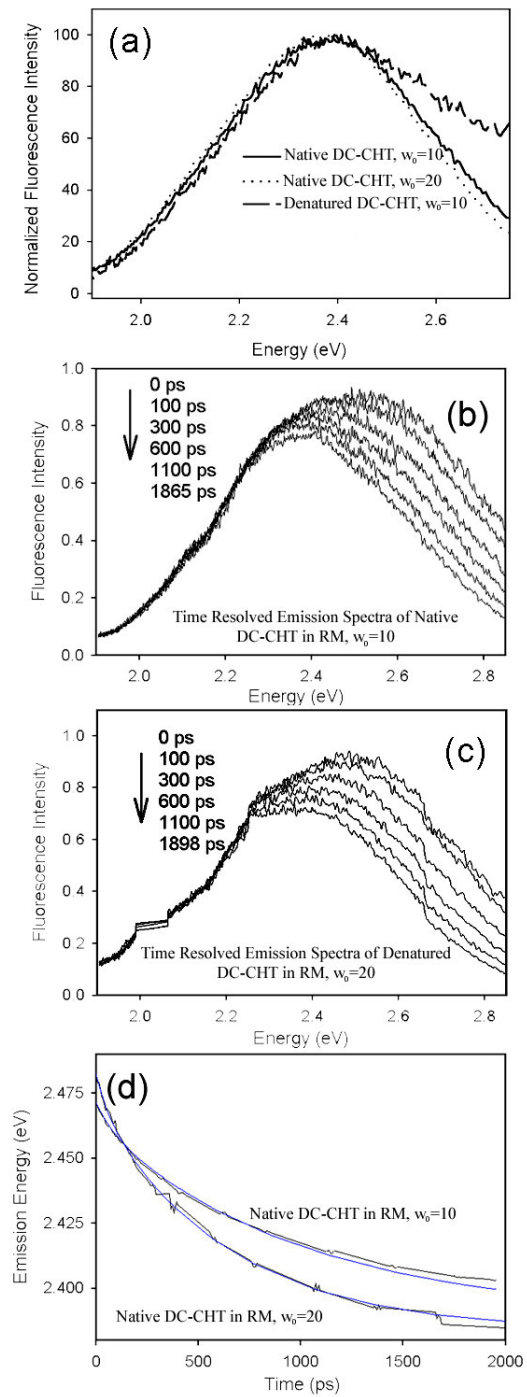 (a)
Normalized Fluorescence Intensity
100
80
60
40
20
0
Native DC-CHT, w₀=10
Native DC-CHT, w₀=20
Denatured DC-CHT, w₀=10
2.0
2.2
2.4
2.6
Energy (eV)
(b)
Fluorescence Intensity
1.0
0.8
0.6
0.4
0.2
0.0
0 ps
100 ps
300 ps
600 ps
1100 ps
1865 ps
Time Resolved Emission Spectra of Native
DC-CHT in RM, w₀=10
2.0
2.2
2.4
2.6
2.8
Energy (eV)
(c)
Fluorescence Intensity
1.0
0.8
0.6
0.4
0.2
0.0
0 ps
100 ps
300 ps
600 ps
1100 ps
1898 ps
Time Resolved Emission Spectra of Denatured
DC-CHT in RM, w₀=20
2.0
2.2
2.4
2.6
2.8
Energy (eV)
(d)
Emission Energy (eV)
2.475
2.450
2.425
2.400
Native DC-CHT in RM, w₀=10
Native DC-CHT in RM, w₀=20
0
500
1000
1500
2000
Time (ps)